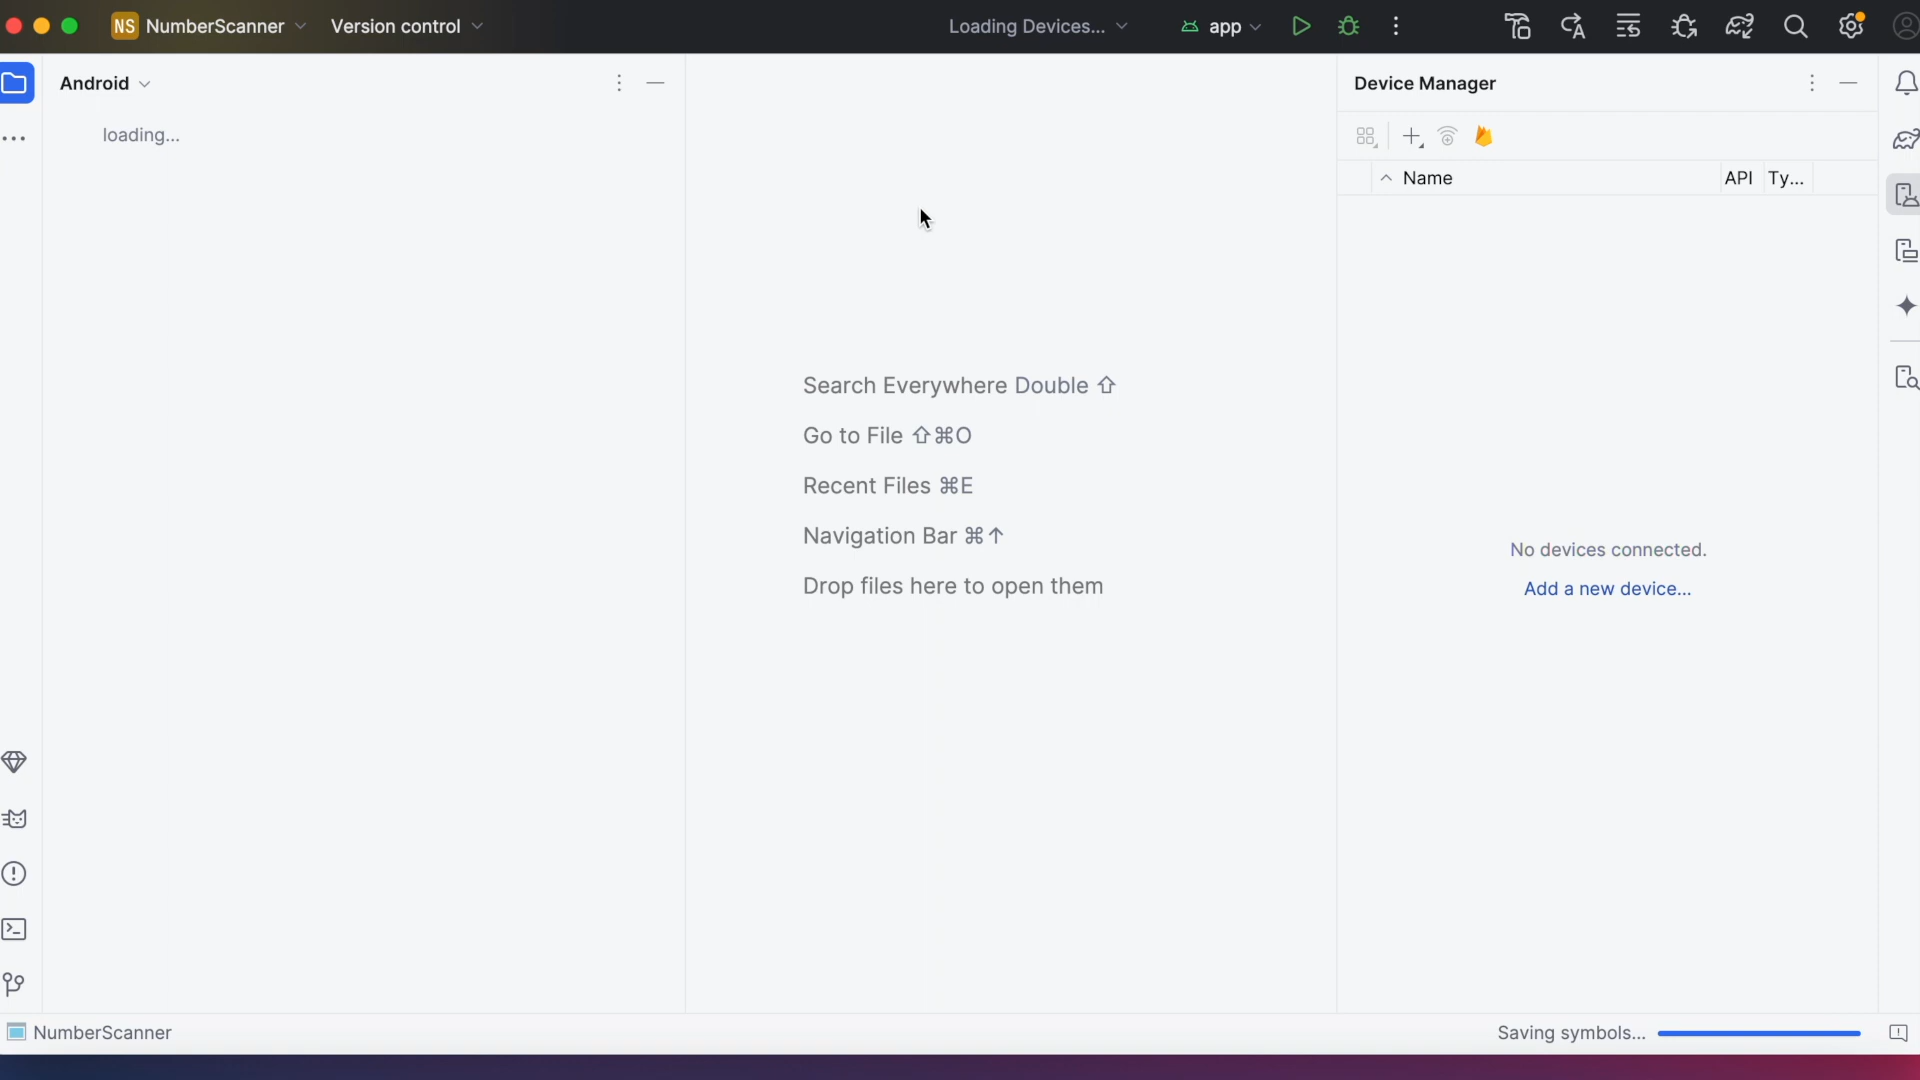 NS NumberScanner Version control Loading Devices... app
Android
Device Manager
loading...
Name API Ty...
Search Everywhere Double ⇧
Go to File ⇧⌘O
Recent Files ⌘E
Navigation Bar ⌘↑
Drop files here to open them
No devices connected.
Add a new device...
NumberScanner
Saving symbols...